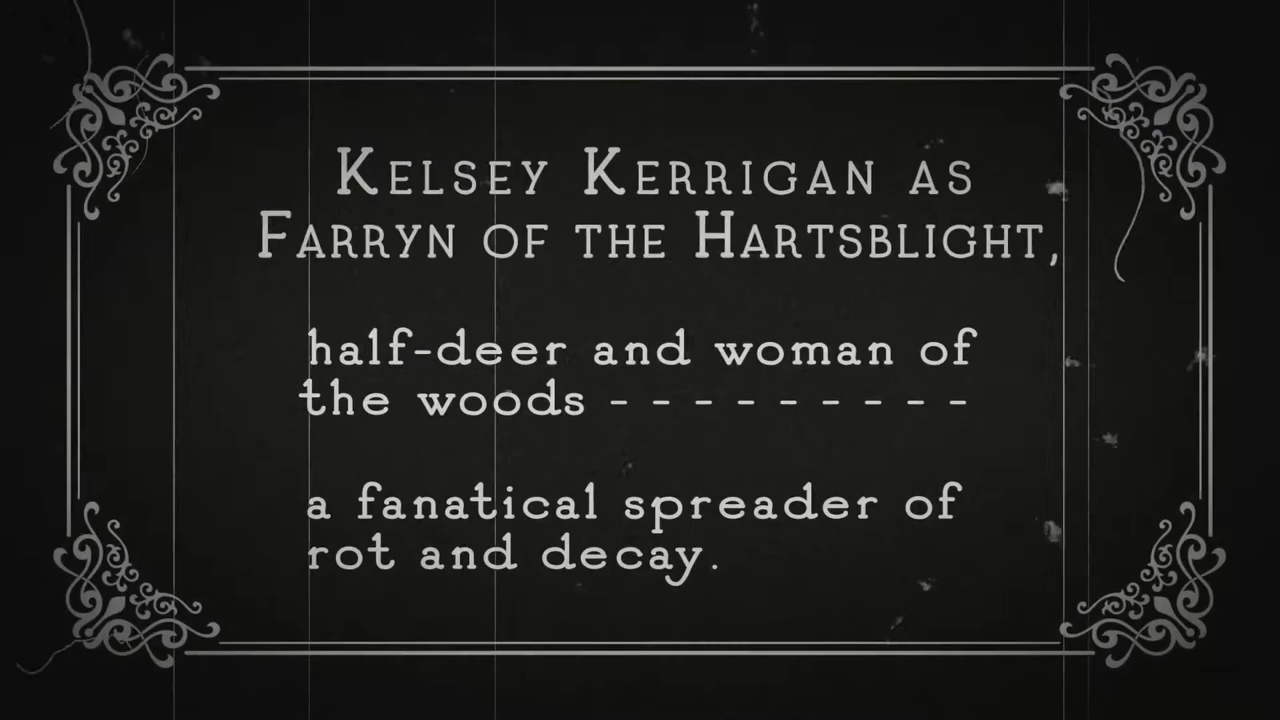 Kelsey Kerrigan as
Farryn of the Hartsblight,
half-deer and woman of
the woods - - - - - - - - -
a fanatical spreader of
rot and decay.